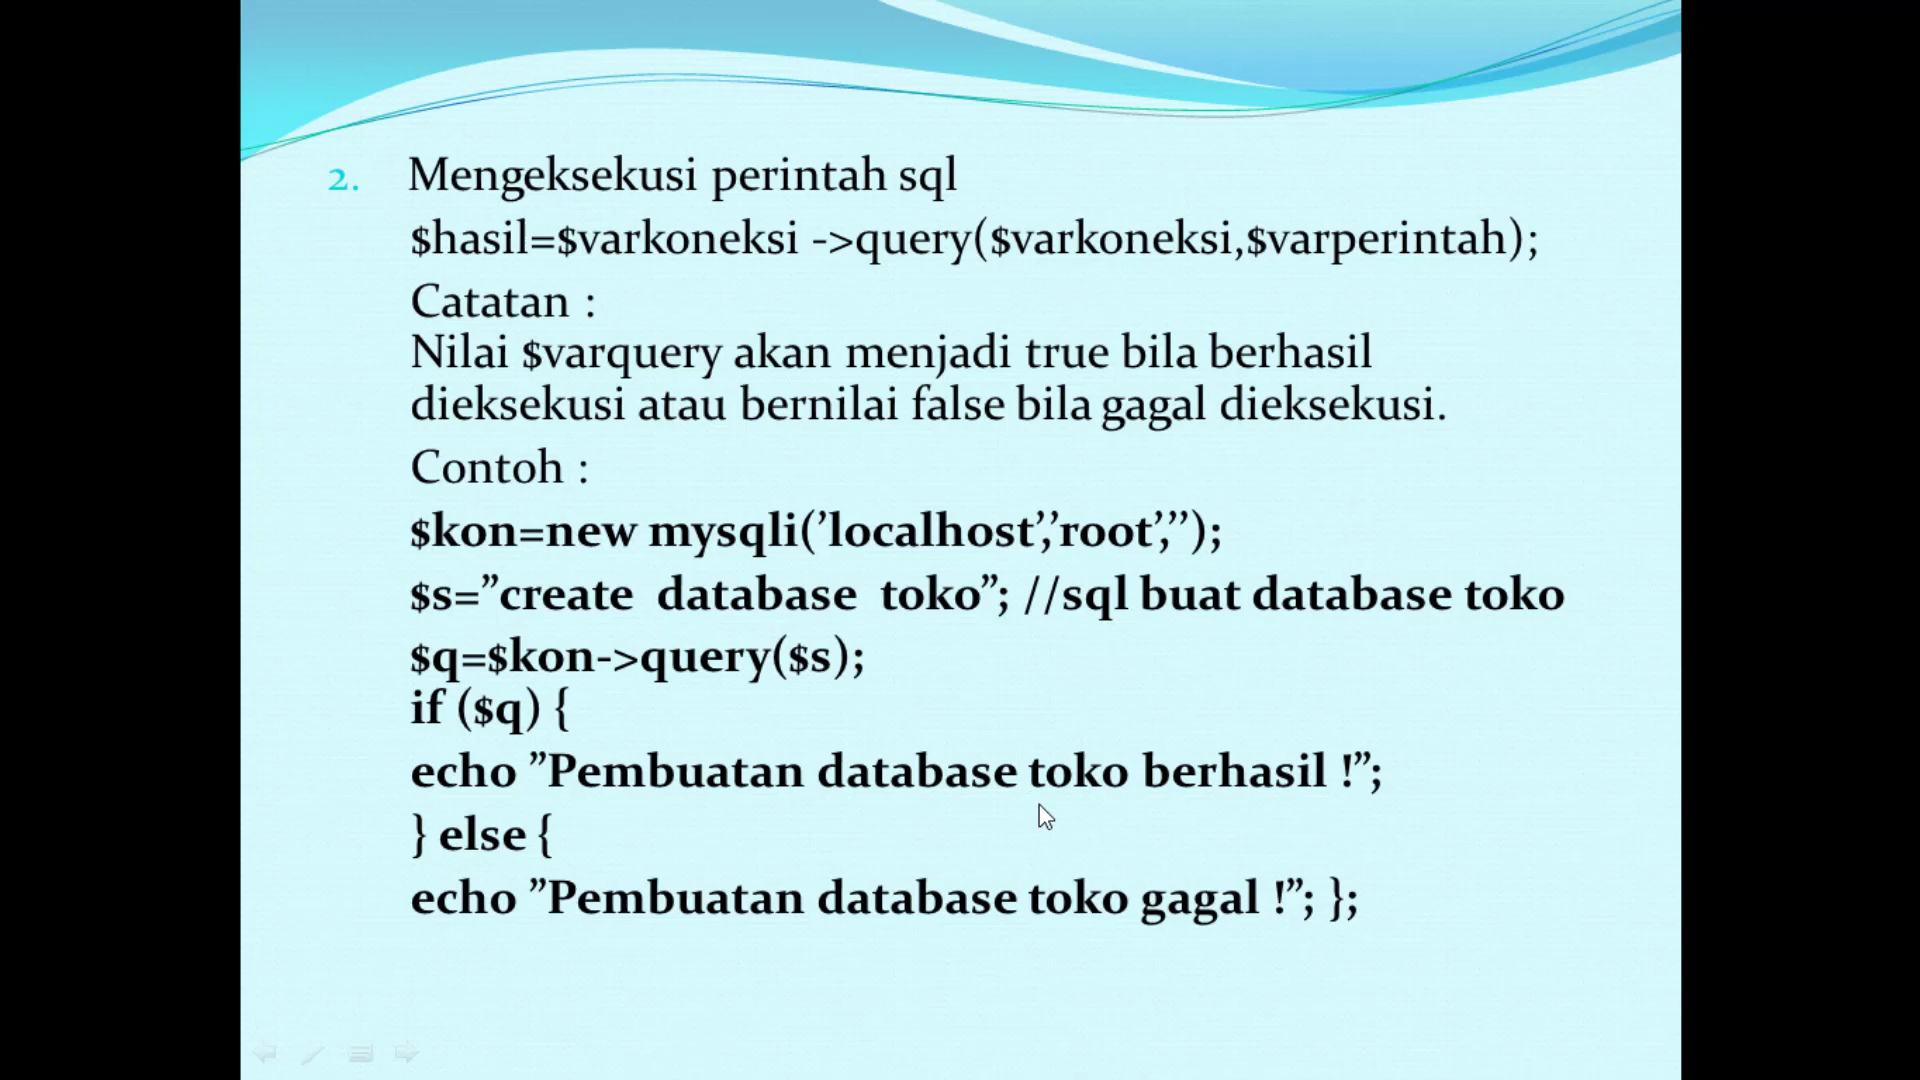 2. Mengeksekusi perintah sql
$hasil=$varkoneksi ->query($varkoneksi,$varperintah);
Catatan :
Nilai $varquery akan menjadi true bila berhasil
dieksekusi atau bernilai false bila gagal dieksekusi.
Contoh :
$kon=new mysqli(’localhost’,’root’,’’);
$s=”create database toko”; //sql buat database toko
$q=$kon->query($s);
if ($q) {
echo ”Pembuatan database toko berhasil !”;
} else {
echo ”Pembuatan database toko gagal !”; };